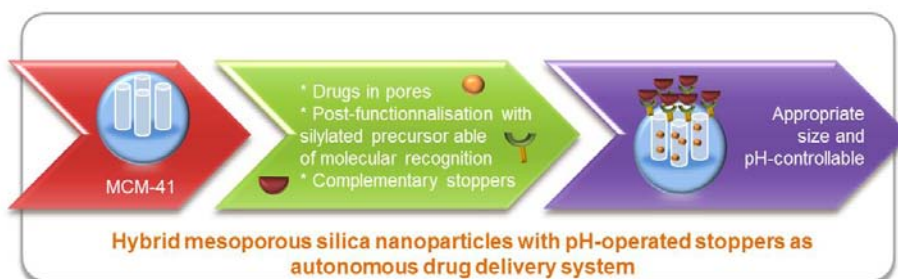 MCM-41
* Drugs in pores
* Post-functionnalisation with
silylated precursor able
of molecular recognition
* Complementary stoppers
Appropriate
size and
pH-controllable
Hybrid mesoporous silica nanoparticles with pH-operated stoppers as
autonomous drug delivery system